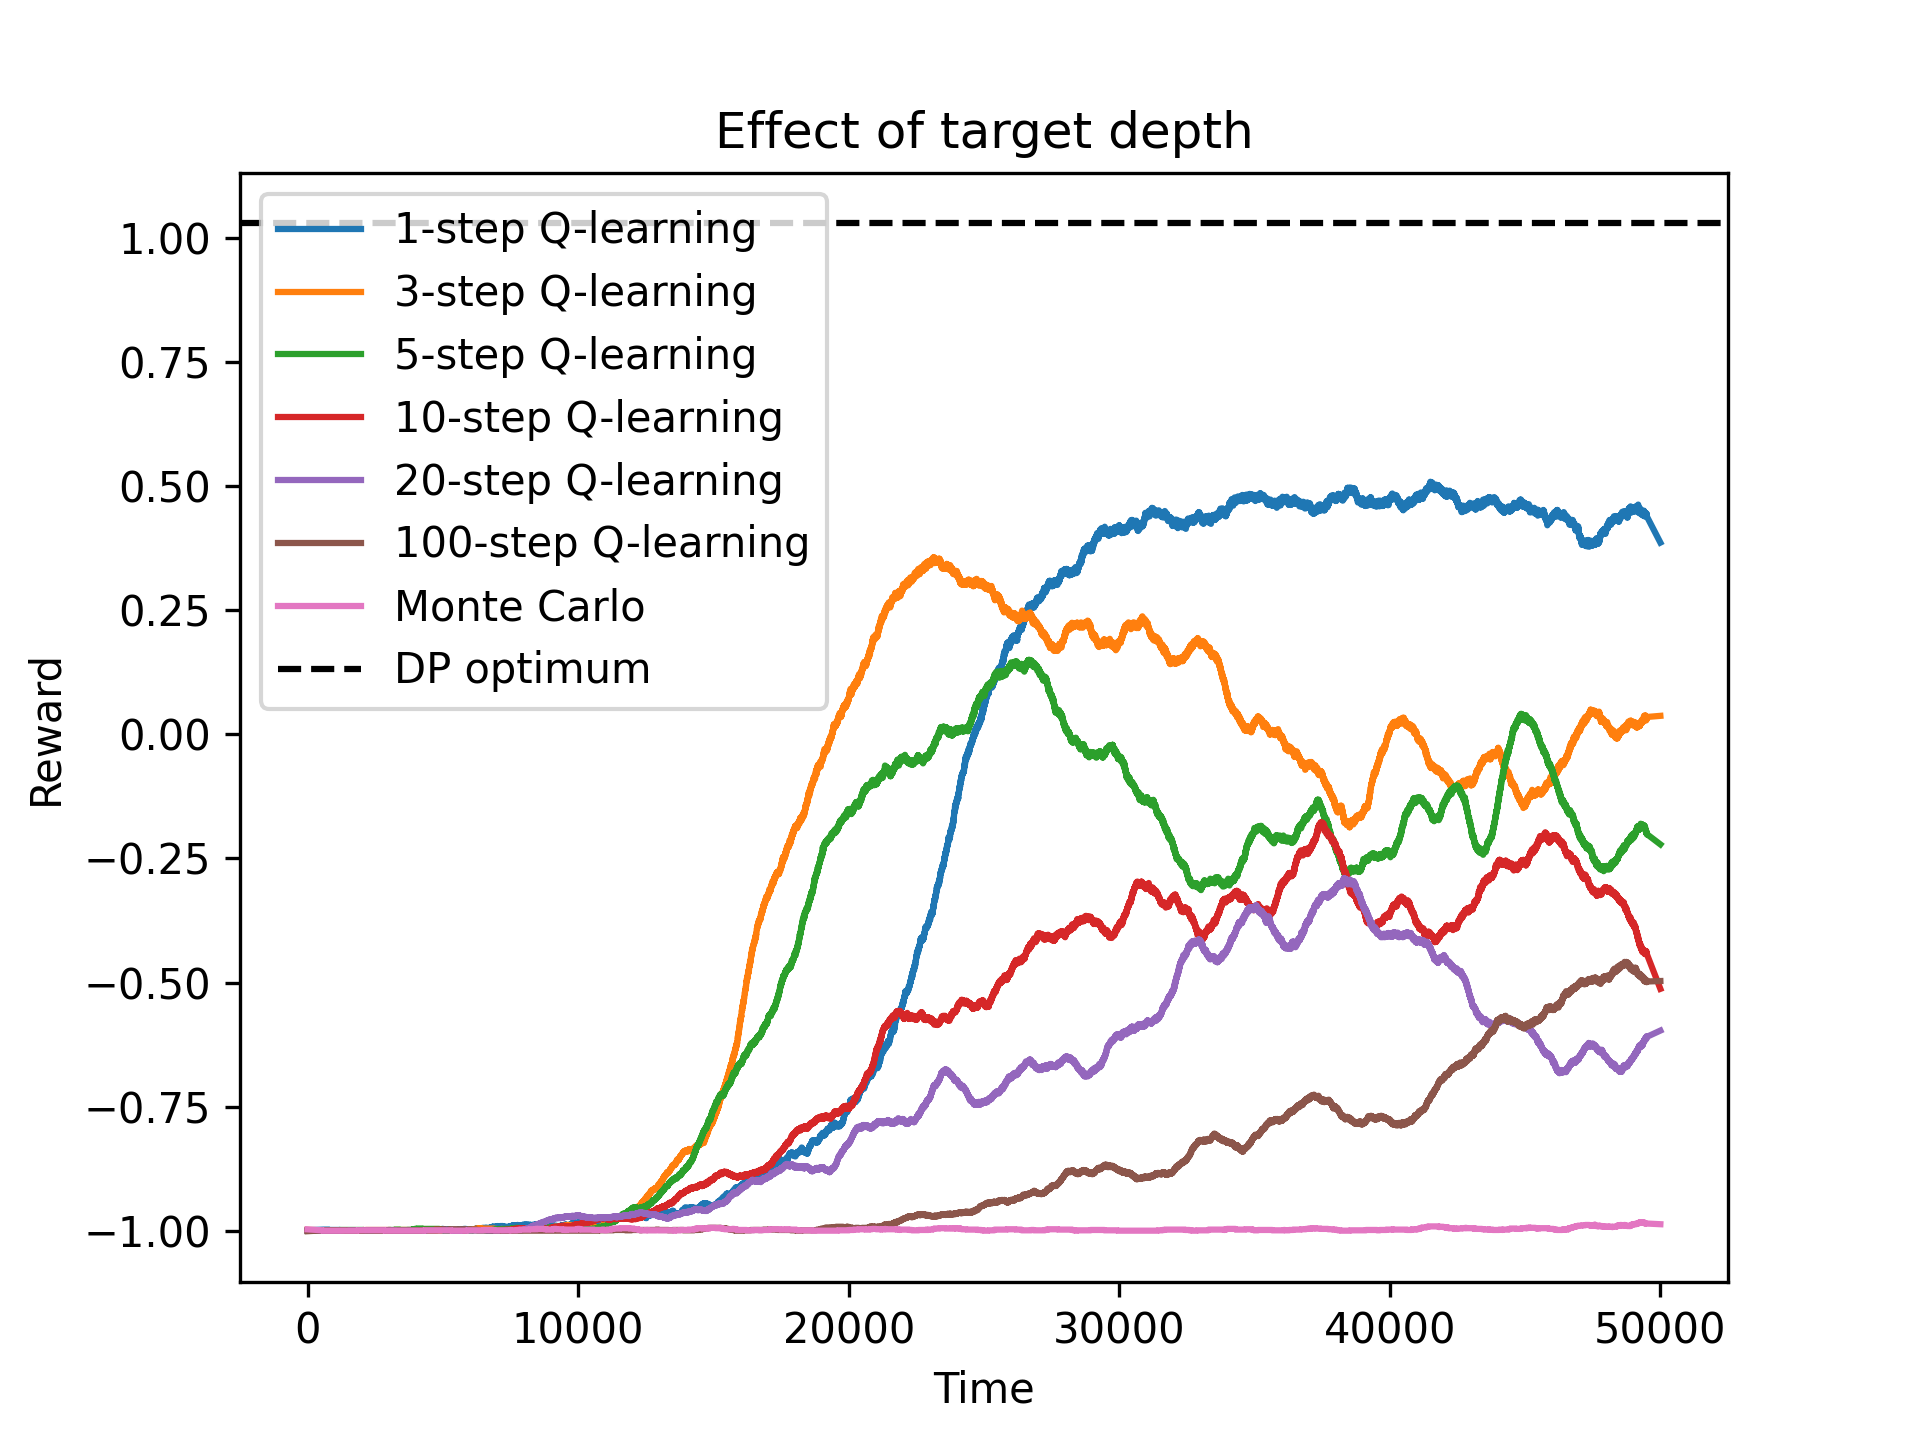 Effect of target depth
1-step Q-learning
3-step Q-learning
5-step Q-learning
10-step Q-learning
20-step Q-learning
100-step Q-learning
Monte Carlo
DP optimum
Reward
1.00
0.75
0.50
0.25
0.00
−0.25
−0.50
−0.75
−1.00
0 10000 20000 30000 40000 50000
Time